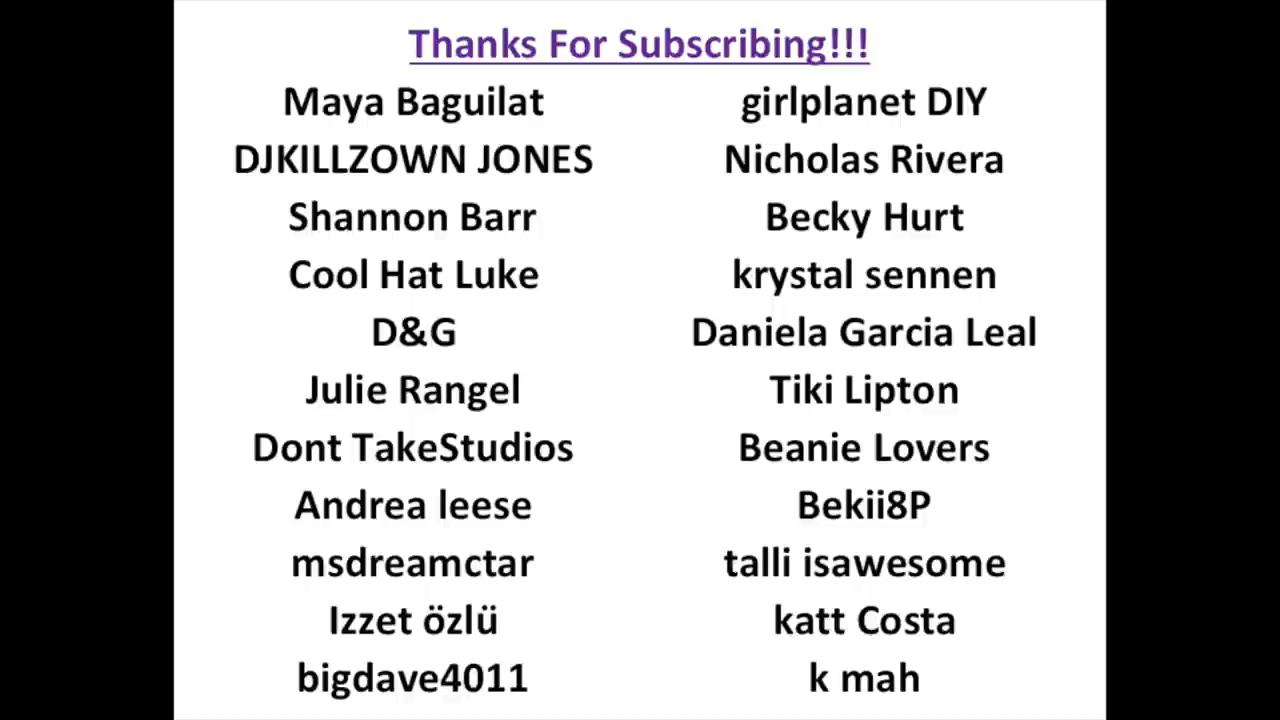 Thanks For Subscribing!!!
Maya Baguilat girlplanet DIY
DJKILLZOWN JONES Nicholas Rivera
Shannon Barr Becky Hurt
Cool Hat Luke krystal sennen
D&G Daniela Garcia Leal
Julie Rangel Tiki Lipton
Dont TakeStudios Beanie Lovers
Andrea leese Bekii8P
msdreamctar talli isawesome
Izzet özlü katt Costa
bigdave4011 k mah